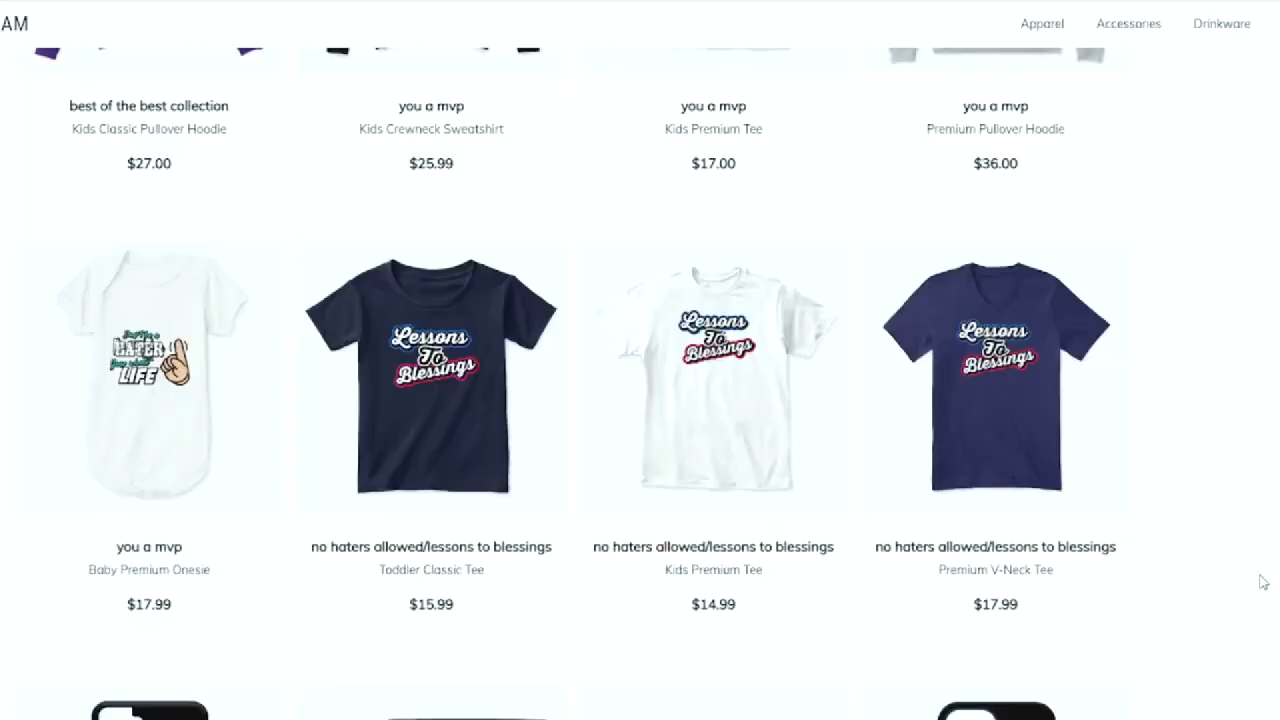 AM
Apparel
Accessories
Drinkware
best of the best collection
Kids Classic Pullover Hoodie
$27.00
you a mvp
Kids Crewneck Sweatshirt
$25.99
you a mvp
Kids Premium Tee
$17.00
you a mvp
Premium Pullover Hoodie
$36.00
LATER
LIFE
Lessons
To
Blessings
Lessons
To
Blessings
Lessons
To
Blessings
you a mvp
Baby Premium Onesie
$17.99
no haters allowed/lessons to blessings
Toddler Classic Tee
$15.99
no haters allowed/lessons to blessings
Kids Premium Tee
$14.99
no haters allowed/lessons to blessings
Premium V-Neck Tee
$17.99